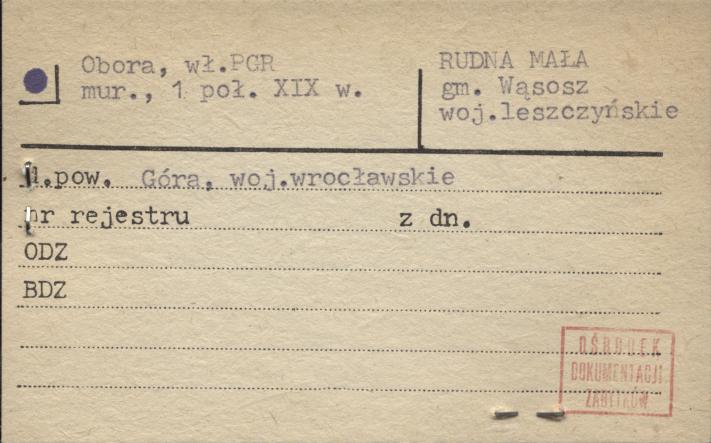 Obora, wł.PGR
mur., 1 poł. XIX w.
RUDNA MAŁA
gm. Wąsosz
woj.leszczyńskie
d.pow. Góra, woj.wrocławskie
nr rejestru z dn.
ODZ
BDZ
OŚRODEK
DOKUMENTACJI
ZABYTKÓW